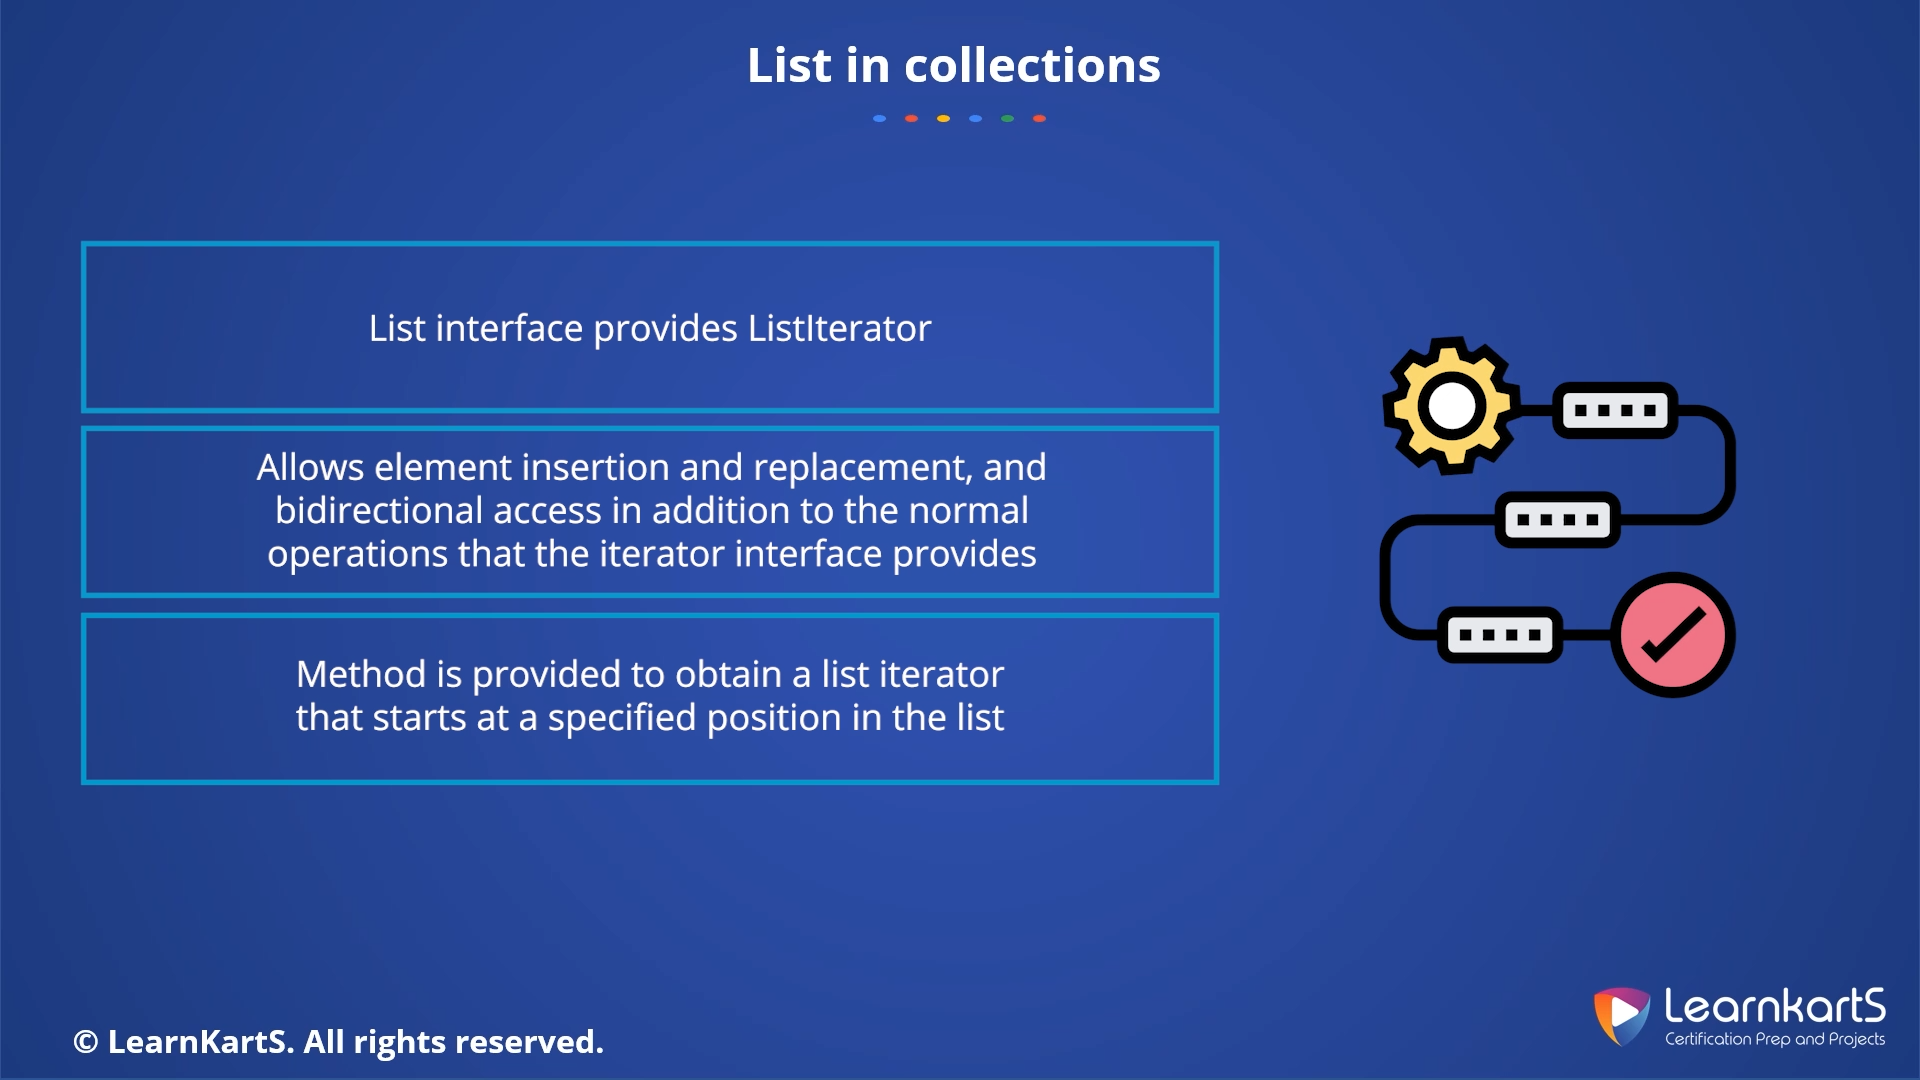 List in collections
List interface provides ListIterator
Allows element insertion and replacement, and
bidirectional access in addition to the normal
operations that the iterator interface provides
Method is provided to obtain a list iterator
that starts at a specified position in the list
© LearnKartS. All rights reserved.
LearnkartS
Certification Prep and Projects